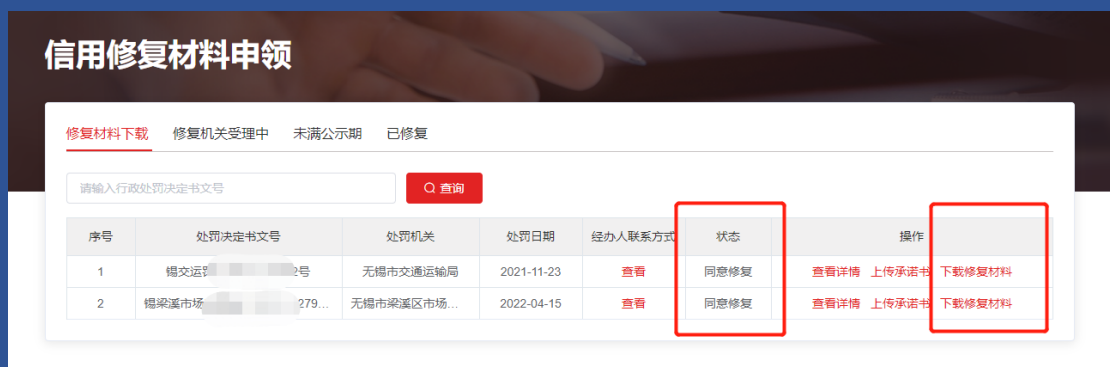 信用修复材料申领
修复材料下载 修复机关受理中 未满公示期 已修复
请输入行政处罚决定书文号 查询
序号 处罚决定书文号 处罚机关 处罚日期 经办人联系方式 状态 操作
1 锡交运罚 2号 无锡市交通运输局 2021-11-23 查看 同意修复 查看详情 上传承诺书 下载修复材料
2 锡梁溪市场 279... 无锡市梁溪区市场... 2022-04-15 查看 同意修复 查看详情 上传承诺书 下载修复材料